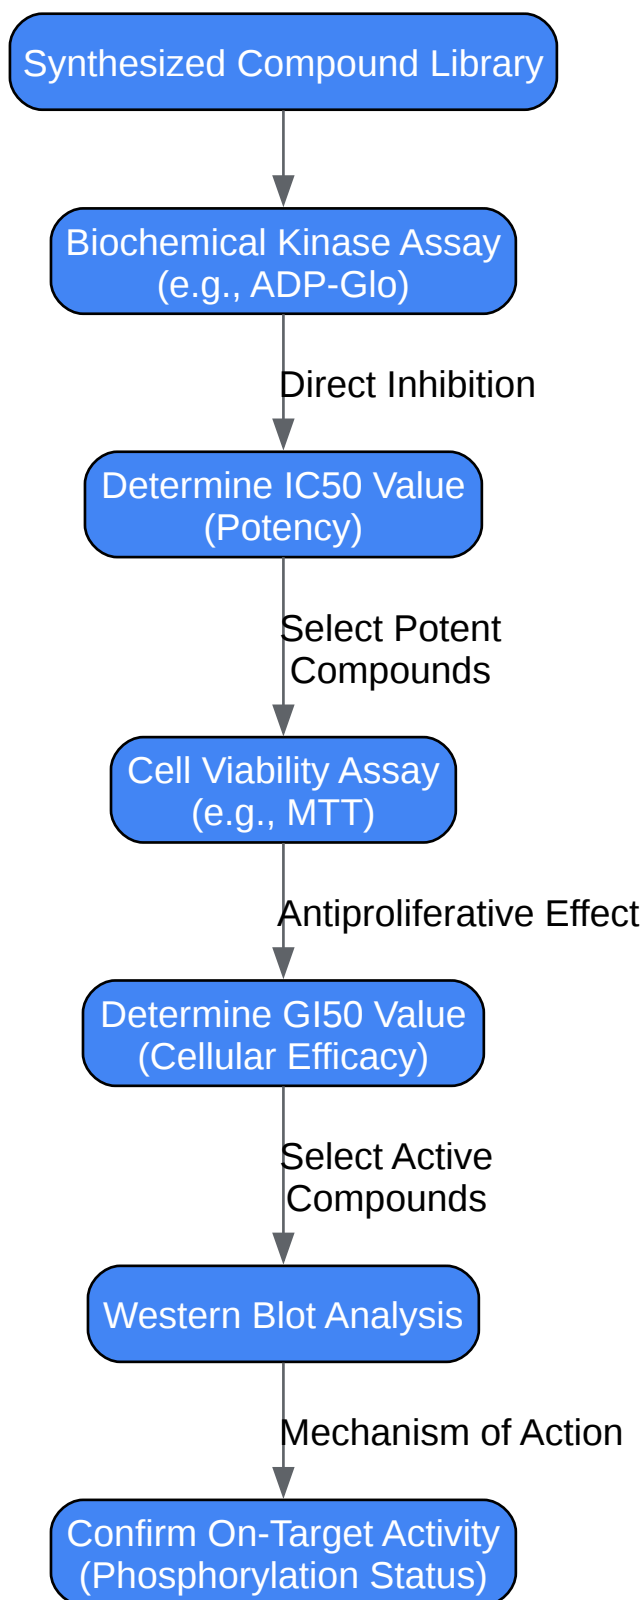 Synthesized Compound Library
Biochemical Kinase Assay
(e.g., ADP-Glo)
Direct Inhibition
Determine IC50 Value
(Potency)
Select Potent
Compounds
Cell Viability Assay
(e.g., MTT)
Antiproliferative Effect
Determine GI50 Value
(Cellular Efficacy)
Select Active
Compounds
Western Blot Analysis
Mechanism of Action
Confirm On-Target Activity
(Phosphorylation Status)